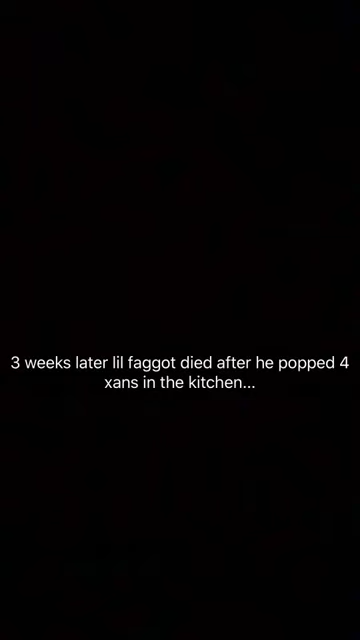 3 weeks later lil faggot died after he popped 4
xans in the kitchen...